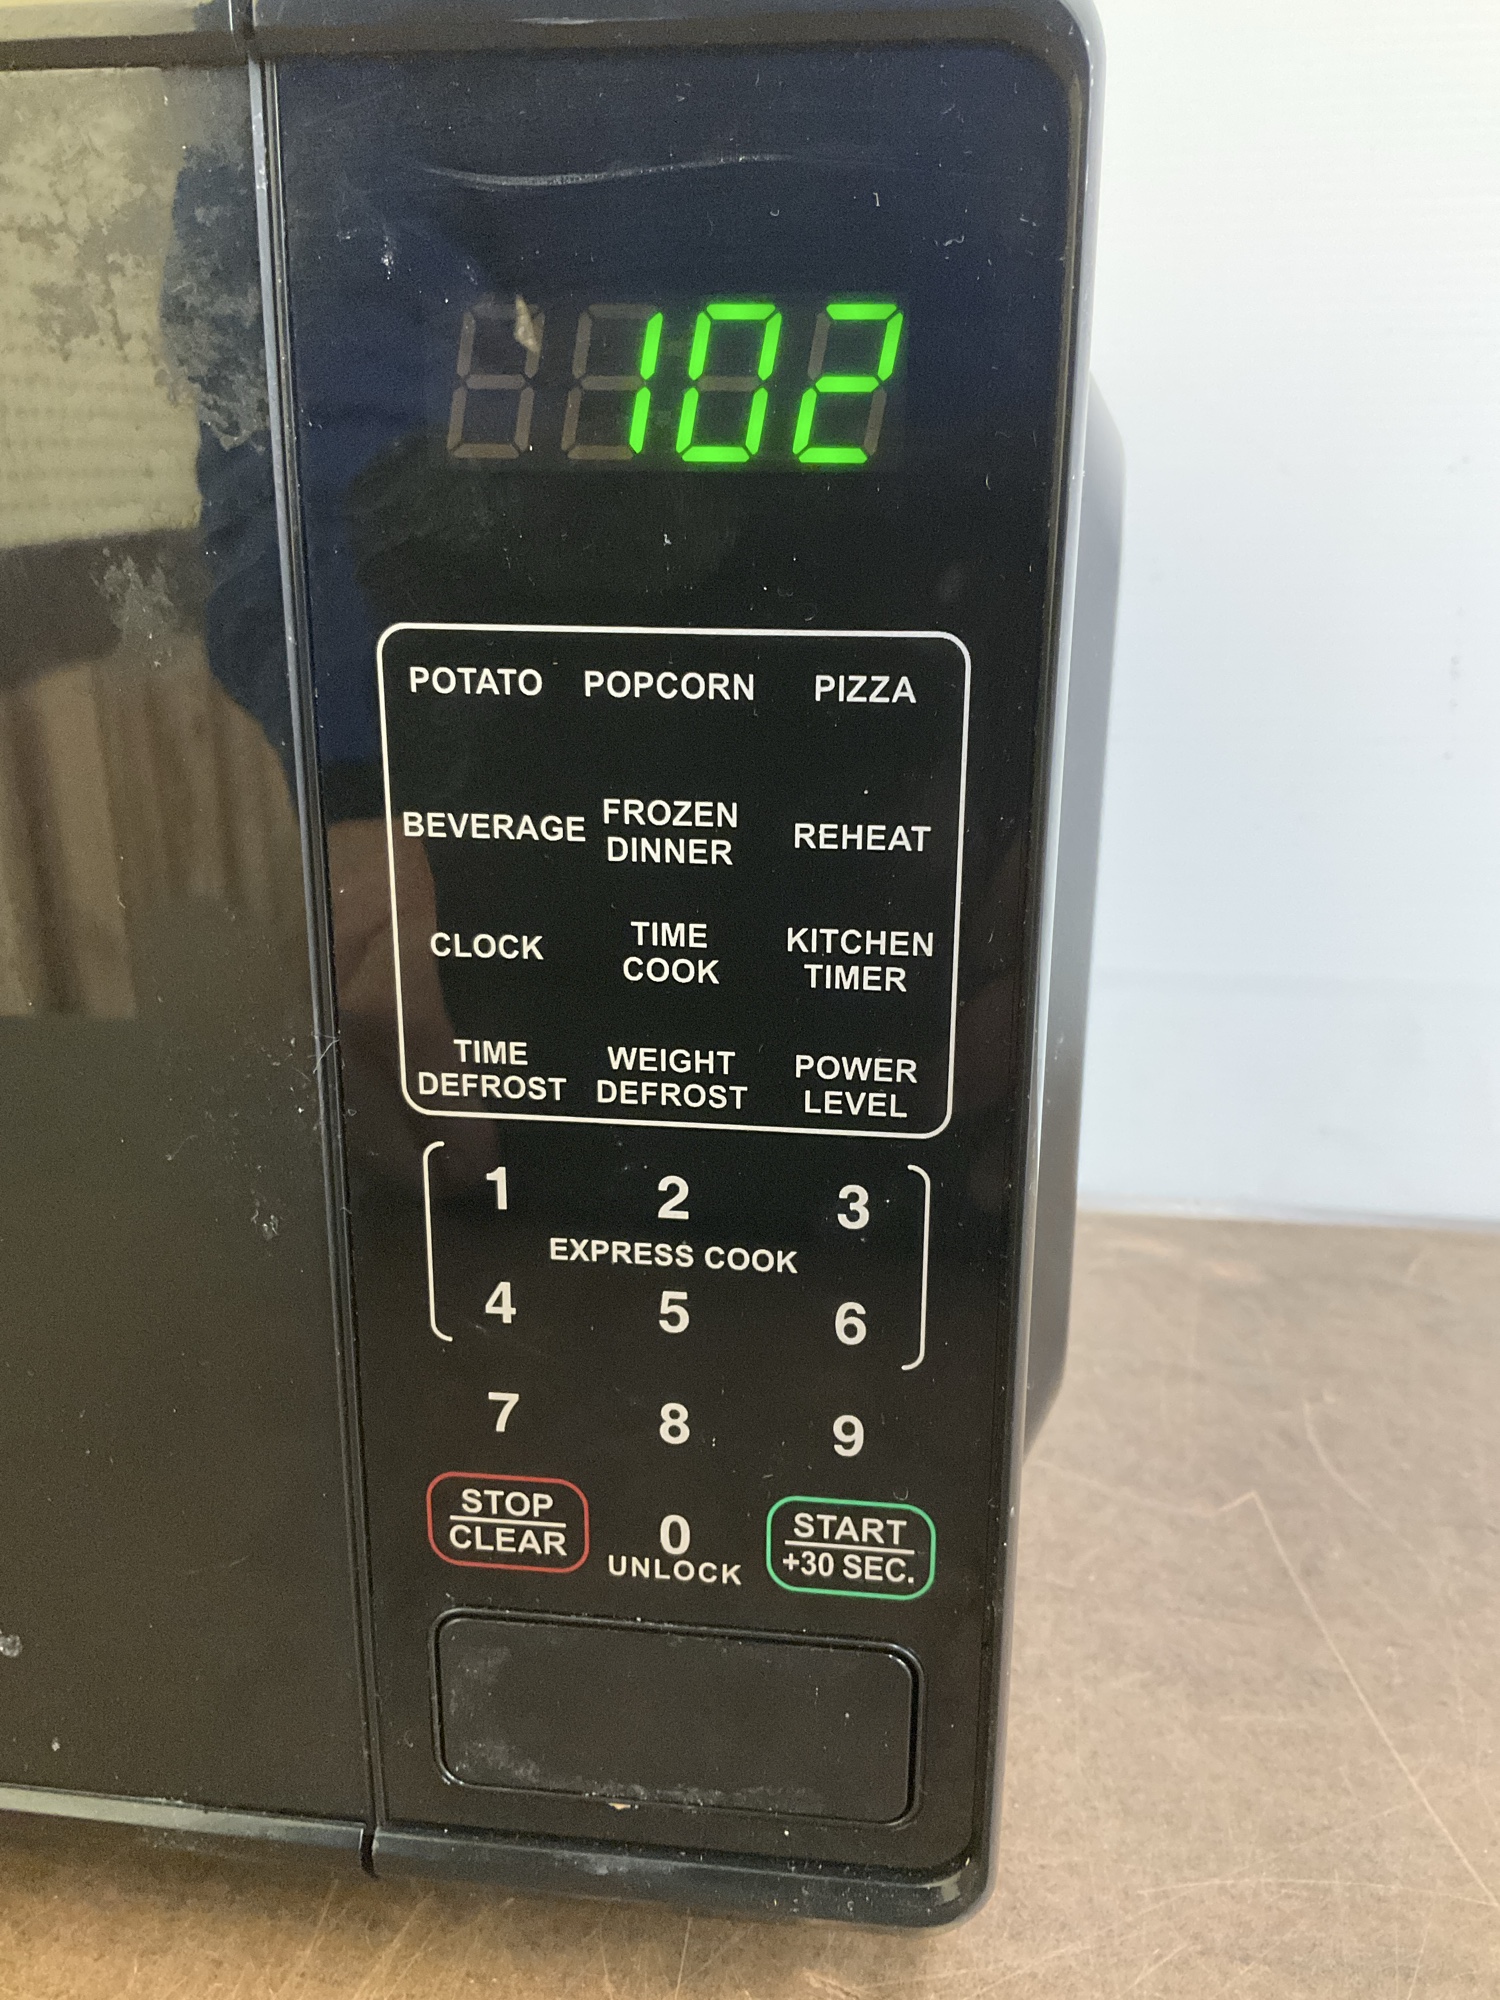 102
POTATO POPCORN PIZZA
BEVERAGE FROZEN DINNER REHEAT
CLOCK TIME COOK KITCHEN TIMER
TIME DEFROST WEIGHT DEFROST POWER LEVEL
1 2 3
EXPRESS COOK
4 5 6
7 8 9
STOP CLEAR 0 UNLOCK START +30 SEC.